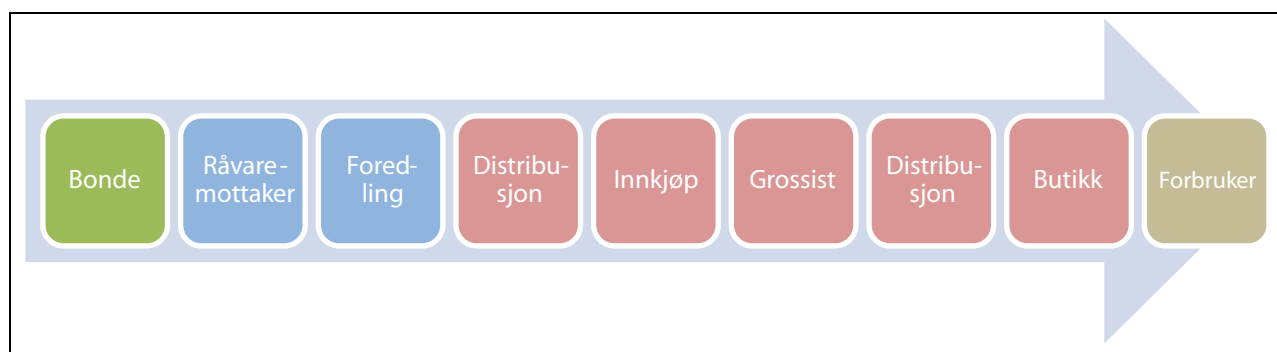 Bonde
Råvare-
mottaker
Fored-
ling
Distribu-
sjon
Innkjøp
Grossist
Distribu-
sjon
Butikk
Forbruker